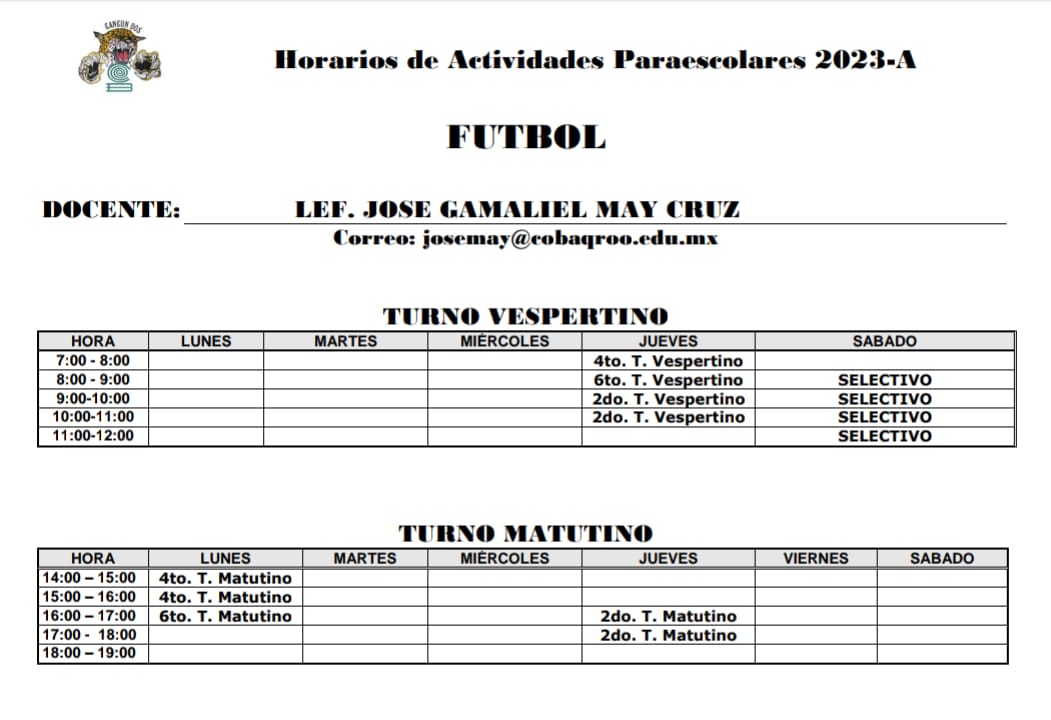 CANCUN DOS
Horarios de Actividades Paraescolares 2023-A
FUTBOL
DOCENTE: LEF. JOSE GAMALIEL MAY CRUZ
Correo: josemay@cobaqroo.edu.mx
TURNO VESPERTINO
HORA LUNES MARTES MIÉRCOLES JUEVES SABADO
7:00 - 8:00 4to. T. Vespertino
8:00 - 9:00 6to. T. Vespertino SELECTIVO
9:00-10:00 2do. T. Vespertino SELECTIVO
10:00-11:00 2do. T. Vespertino SELECTIVO
11:00-12:00 SELECTIVO
TURNO MATUTINO
HORA LUNES MARTES MIÉRCOLES JUEVES VIERNES SABADO
14:00 – 15:00 4to. T. Matutino
15:00 – 16:00 4to. T. Matutino
16:00 – 17:00 6to. T. Matutino 2do. T. Matutino
17:00 - 18:00 2do. T. Matutino
18:00 – 19:00